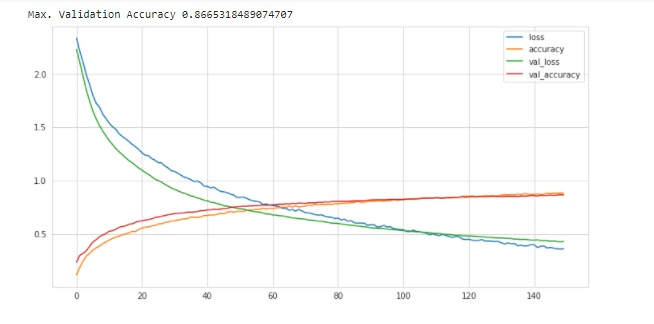 Max. Validation Accuracy 0.8665318489074707
loss
accuracy
val_loss
val_accuracy
2.0
1.5
1.0
0.5
0 20 40 60 80 100 120 140